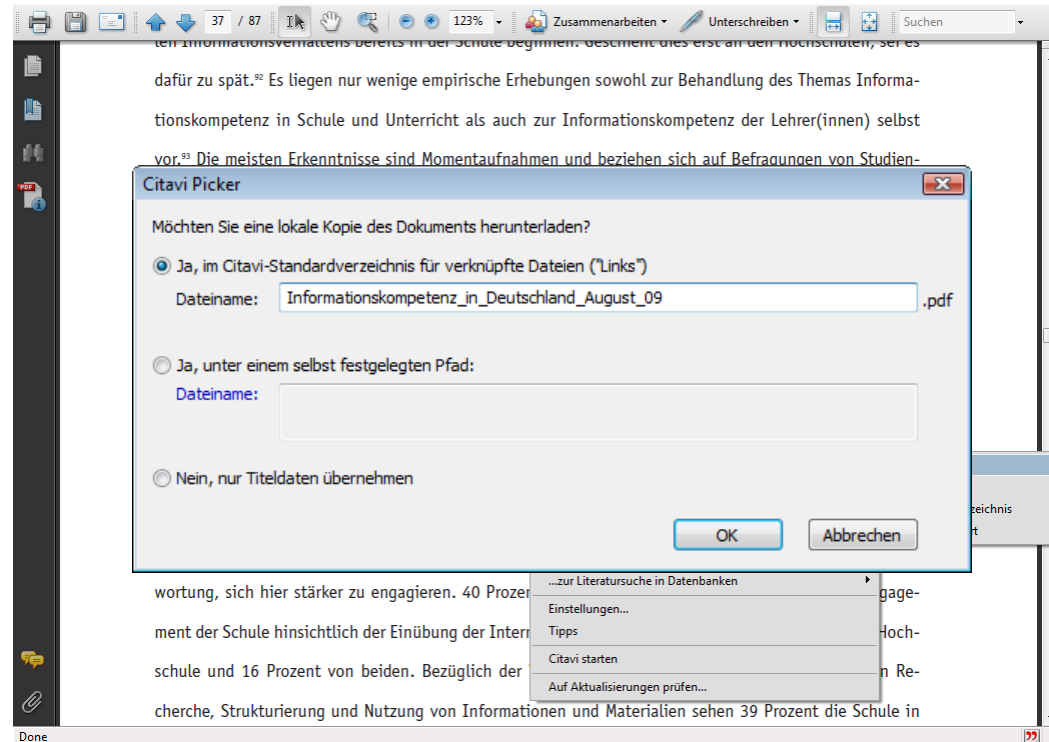 37 / 87 123% Zusammenarbeiten Unterschreiben Suchen
ten Informationsverhaltens bereits in der Schule beginnen. Geschieht dies erst an den Hochschulen, sei es
dafür zu spät.92 Es liegen nur wenige empirische Erhebungen sowohl zur Behandlung des Themas Informa-
tionskompetenz in Schule und Unterricht als auch zur Informationskompetenz der Lehrer(innen) selbst
vor.93 Die meisten Erkenntnisse sind Momentaufnahmen und beziehen sich auf Befragungen von Studien-
Citavi Picker
Möchten Sie eine lokale Kopie des Dokuments herunterladen?
Ja, im Citavi-Standardverzeichnis für verknüpfte Dateien ("Links")
Dateiname: Informationskompetenz_in_Deutschland_August_09 .pdf
Ja, unter einem selbst festgelegten Pfad:
Dateiname:
Nein, nur Titeldaten übernehmen
zeichnis
t
OK Abbrechen
...zur Literatursuche in Datenbanken
Einstellungen...
Tipps
Citavi starten
Auf Aktualisierungen prüfen...
wortung, sich hier stärker zu engagieren. 40 Prozen gage-
ment der Schule hinsichtlich der Einübung der Intern Hoch-
schule und 16 Prozent von beiden. Bezüglich der n Re-
cherche, Strukturierung und Nutzung von Informationen und Materialien sehen 39 Prozent die Schule in
Done
PDF